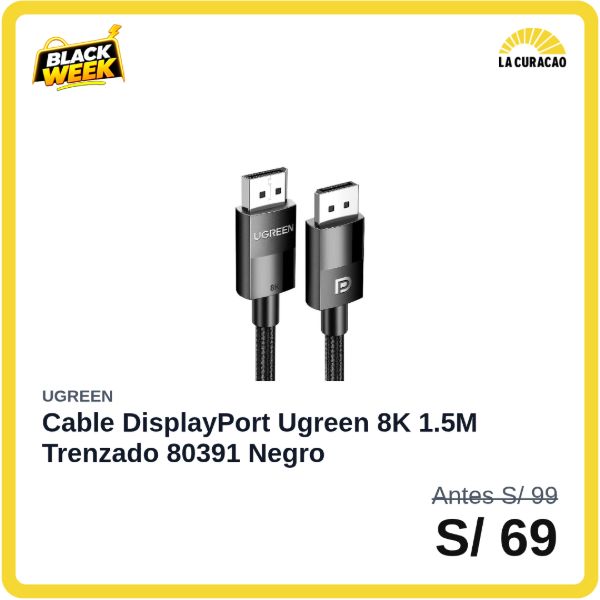 BLACK
WEEK
LA CURACAO
UGREEN
8K
UGREEN
Cable DisplayPort Ugreen 8K 1.5M
Trenzado 80391 Negro
Antes S/ 99
S/ 69